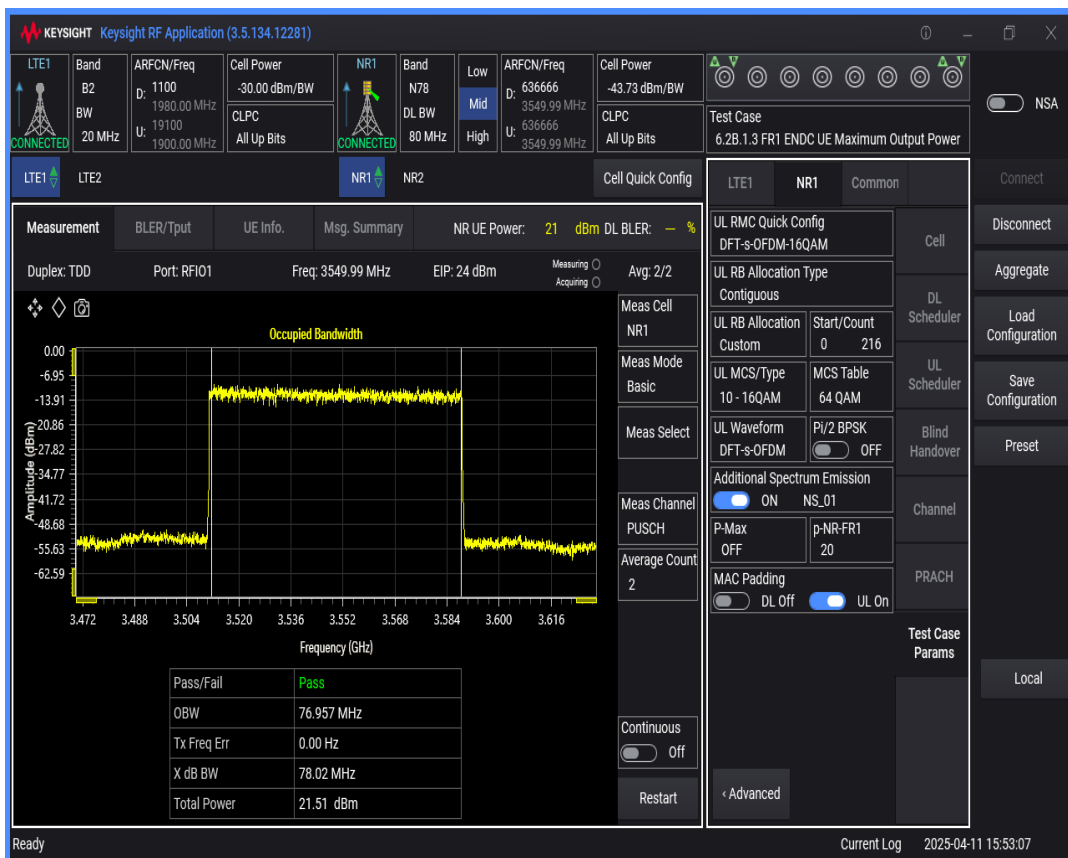 KEYSIGHT Keysight RF Application (3.5.134.12281)
LTE1
CONNECTED
Band
B2
BW
20 MHz
ARFCN/Freq
D: 1100
1980.00 MHz
U: 19100
1900.00 MHz
Cell Power
-30.00 dBm/BW
CLPC
All Up Bits
NR1
CONNECTED
Band
N78
DL BW
80 MHz
Low
Mid
High
ARFCN/Freq
D: 636666
3549.99 MHz
U: 636666
3549.99 MHz
Cell Power
-43.73 dBm/BW
CLPC
All Up Bits
Test Case
6.2B.1.3 FR1 ENDC UE Maximum Output Power
NSA
LTE1 LTE2 NR1 NR2 Cell Quick Config
Measurement BLER/Tput UE Info. Msg. Summary NR UE Power: 21 dBm DL BLER: — %
Duplex: TDD Port: RFIO1 Freq: 3549.99 MHz EIP: 24 dBm Measuring Acquiring Avg: 2/2
Occupied Bandwidth
Amplitude (dBm)
0.00
-6.95
-13.91
-20.86
-27.82
-34.77
-41.72
-48.68
-55.63
-62.59
3.472 3.488 3.504 3.520 3.536 3.552 3.568 3.584 3.600 3.616
Frequency (GHz)
Pass/Fail Pass
OBW 76.957 MHz
Tx Freq Err 0.00 Hz
X dB BW 78.02 MHz
Total Power 21.51 dBm
Meas Cell
NR1
Meas Mode
Basic
Meas Select
Meas Channel
PUSCH
Average Count
2
Continuous
Off
Restart
LTE1 NR1 Common
UL RMC Quick Config
DFT-s-OFDM-16QAM
UL RB Allocation Type
Contiguous
UL RB Allocation
Custom
Start/Count
0 216
UL MCS/Type
10 - 16QAM
MCS Table
64 QAM
UL Waveform
DFT-s-OFDM
Pi/2 BPSK
OFF
Additional Spectrum Emission
ON NS_01
P-Max
OFF
p-NR-FR1
20
MAC Padding
DL Off UL On
‹ Advanced
Cell
DL
Scheduler
UL
Scheduler
Blind
Handover
Channel
PRACH
Test Case
Params
Connect
Disconnect
Aggregate
Load
Configuration
Save
Configuration
Preset
Local
Ready Current Log 2025-04-11 15:53:07